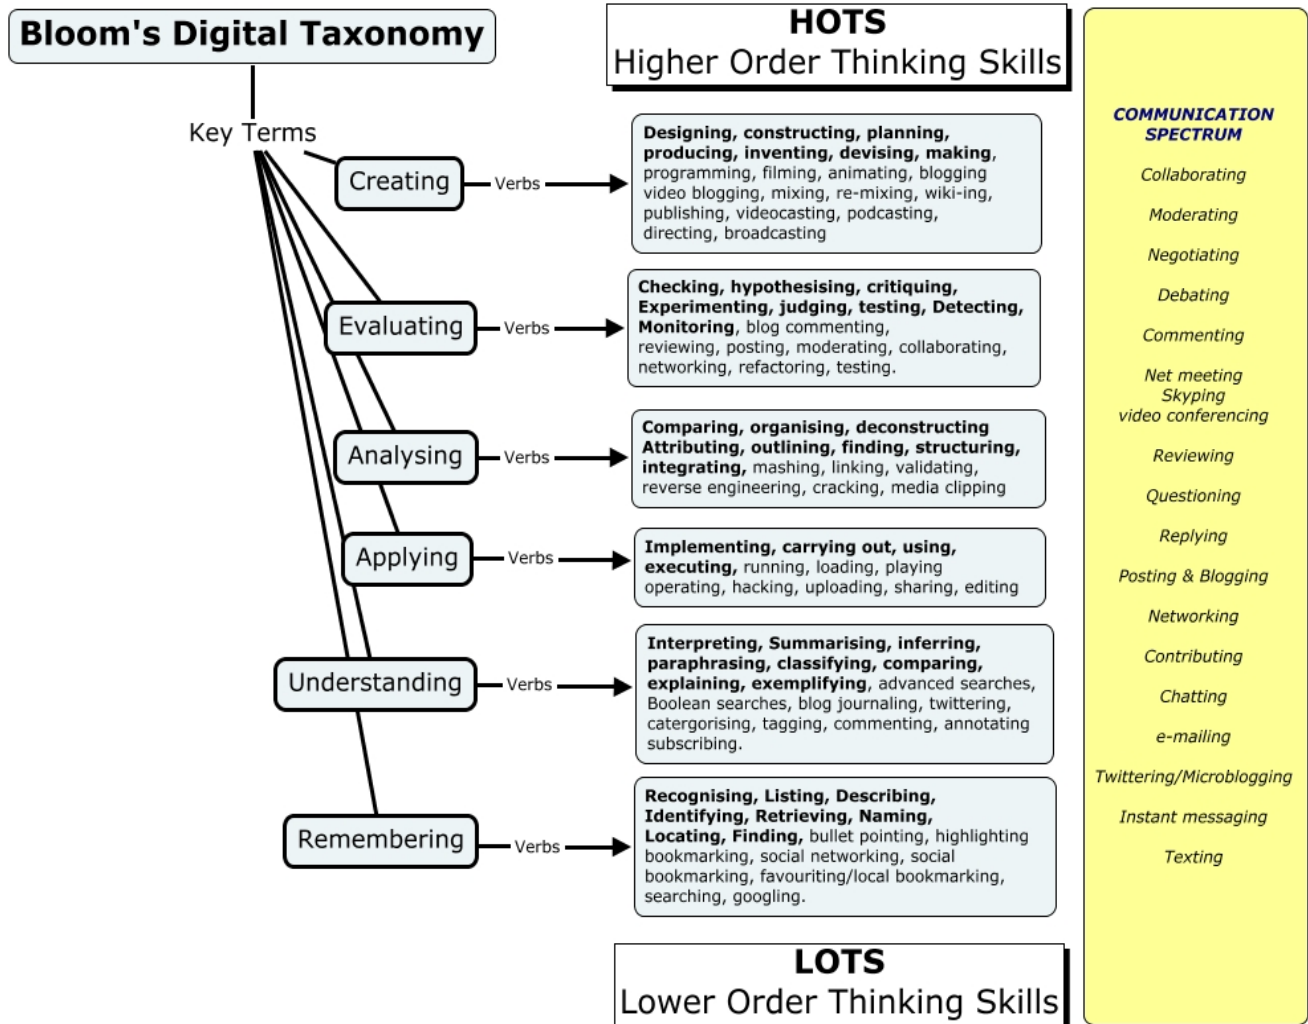 Bloom's Digital Taxonomy
HOTS
Higher Order Thinking Skills
Key Terms
Creating
Verbs
Designing, constructing, planning,
producing, inventing, devising, making,
programming, filming, animating, blogging
video blogging, mixing, re-mixing, wiki-ing,
publishing, videocasting, podcasting,
directing, broadcasting
Evaluating
Verbs
Checking, hypothesising, critiquing,
Experimenting, judging, testing, Detecting,
Monitoring, blog commenting,
reviewing, posting, moderating, collaborating,
networking, refactoring, testing.
Analysing
Verbs
Comparing, organising, deconstructing
Attributing, outlining, finding, structuring,
integrating, mashing, linking, validating,
reverse engineering, cracking, media clipping
Applying
Verbs
Implementing, carrying out, using,
executing, running, loading, playing
operating, hacking, uploading, sharing, editing
Understanding
Verbs
Interpreting, Summarising, inferring,
paraphrasing, classifying, comparing,
explaining, exemplifying, advanced searches,
Boolean searches, blog journaling, twittering,
catergorising, tagging, commenting, annotating
subscribing.
Remembering
Verbs
Recognising, Listing, Describing,
Identifying, Retrieving, Naming,
Locating, Finding, bullet pointing, highlighting
bookmarking, social networking, social
bookmarking, favouriting/local bookmarking,
searching, googling.
LOTS
Lower Order Thinking Skills
COMMUNICATION
SPECTRUM
Collaborating
Moderating
Negotiating
Debating
Commenting
Net meeting
Skyping
video conferencing
Reviewing
Questioning
Replying
Posting & Blogging
Networking
Contributing
Chatting
e-mailing
Twittering/Microblogging
Instant messaging
Texting